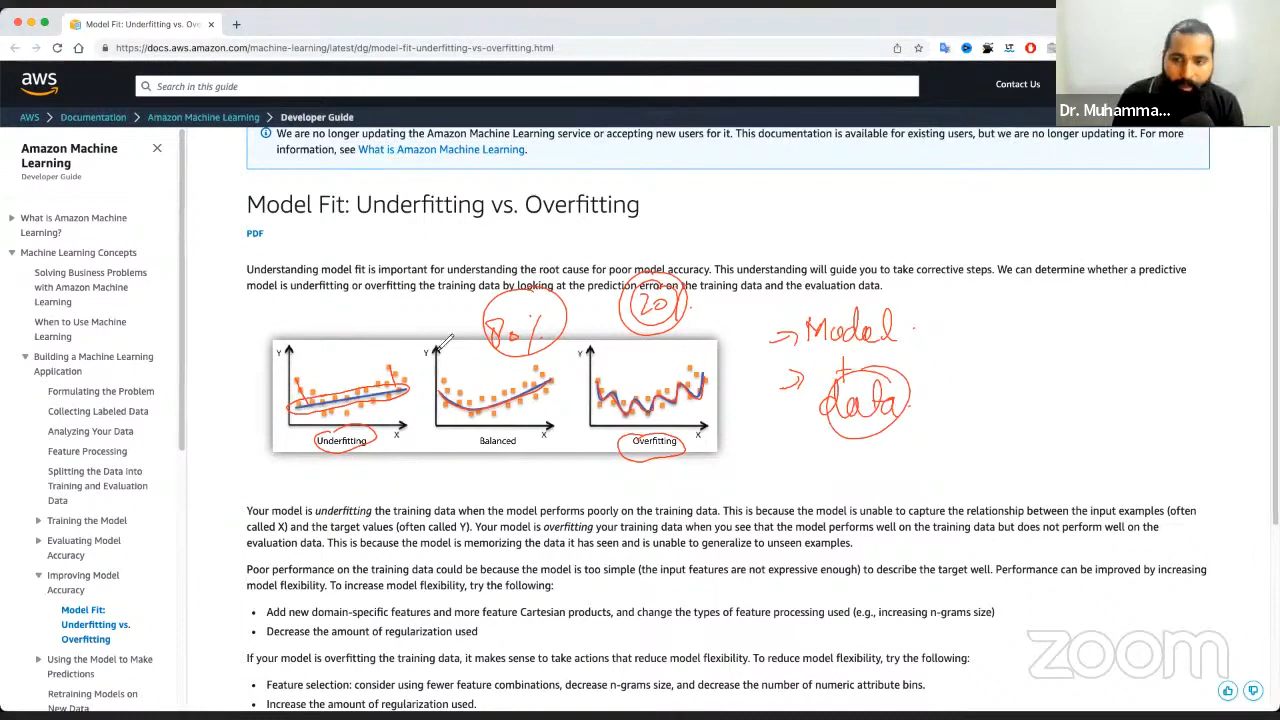 Model Fit: Underfitting vs. Ove
https://docs.aws.amazon.com/machine-learning/latest/dg/model-fit-underfitting-vs-overfitting.html
aws
Search in this guide
Contact Us
Dr. Muhamma...
AWS > Documentation > Amazon Machine Learning > Developer Guide
Amazon Machine
Learning
Developer Guide
What is Amazon Machine
Learning?
Machine Learning Concepts
Solving Business Problems
with Amazon Machine
Learning
When to Use Machine
Learning
Building a Machine Learning
Application
Formulating the Problem
Collecting Labeled Data
Analyzing Your Data
Feature Processing
Splitting the Data into
Training and Evaluation
Data
Training the Model
Evaluating Model
Accuracy
Improving Model
Accuracy
Model Fit:
Underfitting vs.
Overfitting
Using the Model to Make
Predictions
Retraining Models on
New Data
We are no longer updating the Amazon Machine Learning service or accepting new users for it. This documentation is available for existing users, but we are no longer updating it. For more
information, see What is Amazon Machine Learning.
Model Fit: Underfitting vs. Overfitting
PDF
Understanding model fit is important for understanding the root cause for poor model accuracy. This understanding will guide you to take corrective steps. We can determine whether a predictive
model is underfitting or overfitting the training data by looking at the prediction error on the training data and the evaluation data.
80%
20
Model
+
data
Y
Y
Y
X
X
X
Underfitting
Balanced
Overfitting
Your model is underfitting the training data when the model performs poorly on the training data. This is because the model is unable to capture the relationship between the input examples (often
called X) and the target values (often called Y). Your model is overfitting your training data when you see that the model performs well on the training data but does not perform well on the
evaluation data. This is because the model is memorizing the data it has seen and is unable to generalize to unseen examples.
Poor performance on the training data could be because the model is too simple (the input features are not expressive enough) to describe the target well. Performance can be improved by increasing
model flexibility. To increase model flexibility, try the following:
Add new domain-specific features and more feature Cartesian products, and change the types of feature processing used (e.g., increasing n-grams size)
Decrease the amount of regularization used
If your model is overfitting the training data, it makes sense to take actions that reduce model flexibility. To reduce model flexibility, try the following:
Feature selection: consider using fewer feature combinations, decrease n-grams size, and decrease the number of numeric attribute bins.
Increase the amount of regularization used.
zoom